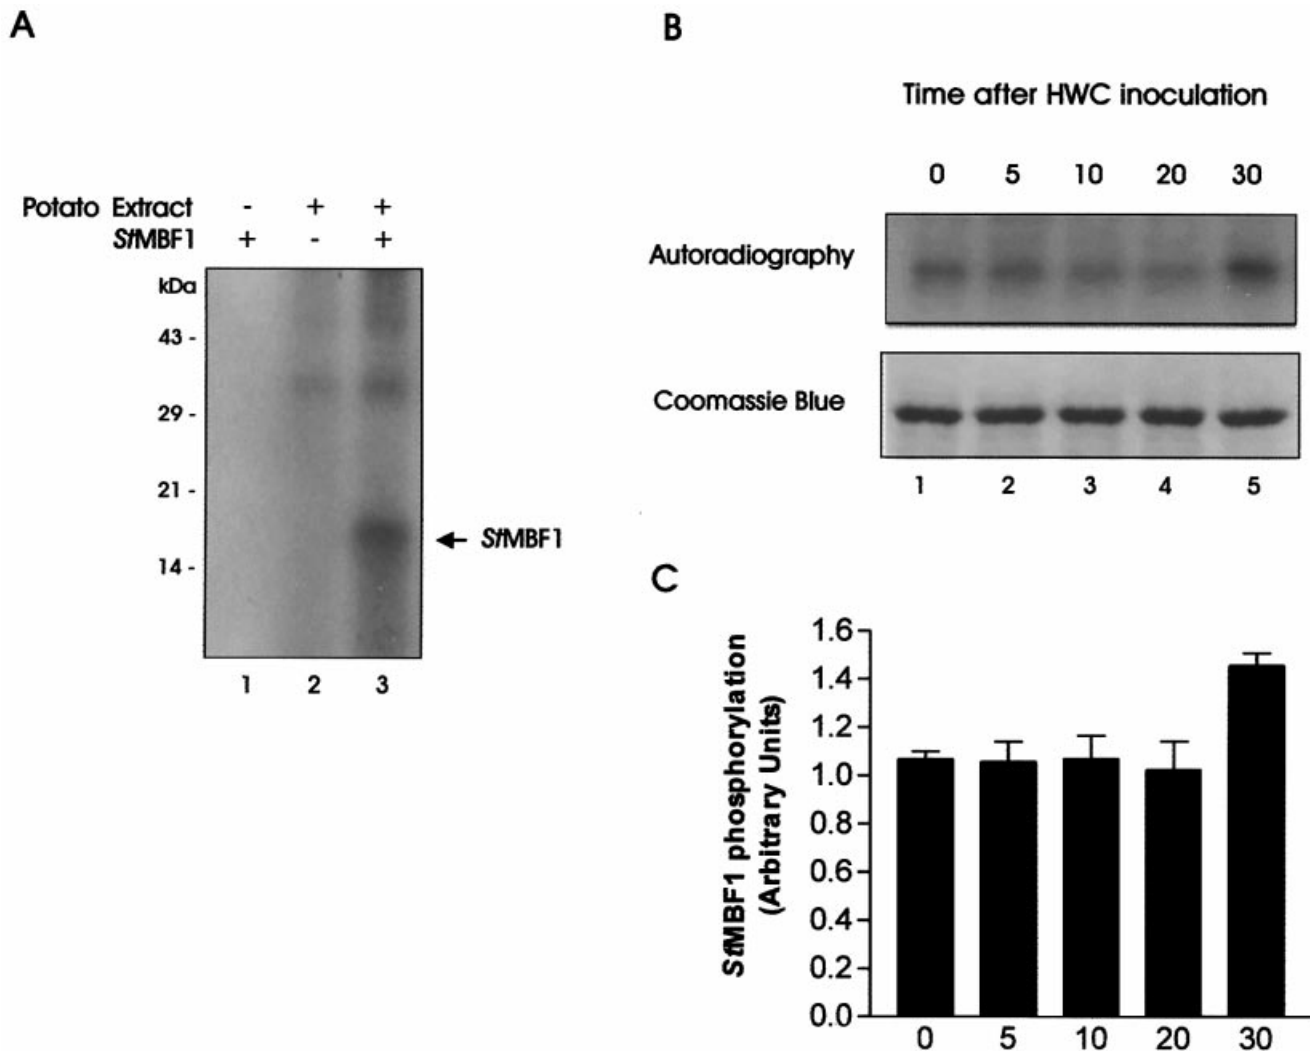 A
Potato Extract - + +
StMBF1 + - +
kDa
43 -
29 -
21 -
14 -
StMBF1
1 2 3
B
Time after HWC inoculation
0 5 10 20 30
Autoradiography
Coomassie Blue
1 2 3 4 5
C
StMBF1 phosphorylation
(Arbitrary Units)
1.6
1.4
1.2
1.0
0.8
0.6
0.4
0.2
0.0
0 5 10 20 30